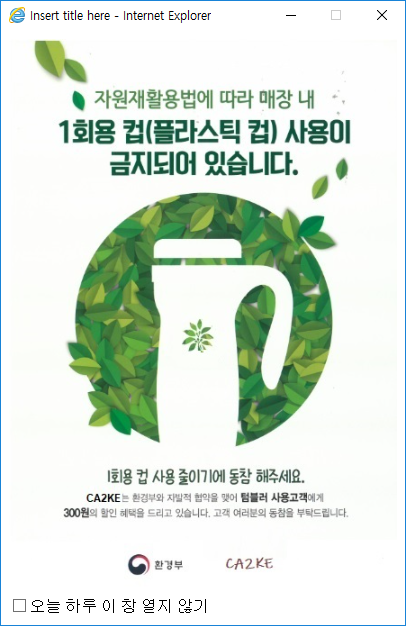 Insert title here - Internet Explorer
자원재활용법에 따라 매장 내
1회용 컵(플라스틱 컵) 사용이
금지되어 있습니다.
1회용 컵 사용 줄이기에 동참 해주세요.
CA2KE는 환경부와 자발적 협약을 맺어 텀블러 사용고객에게
300원의 할인 혜택을 드리고 있습니다. 고객 여러분의 동참을 부탁드립니다.
환경부 CA2KE
오늘 하루 이 창 열지 않기